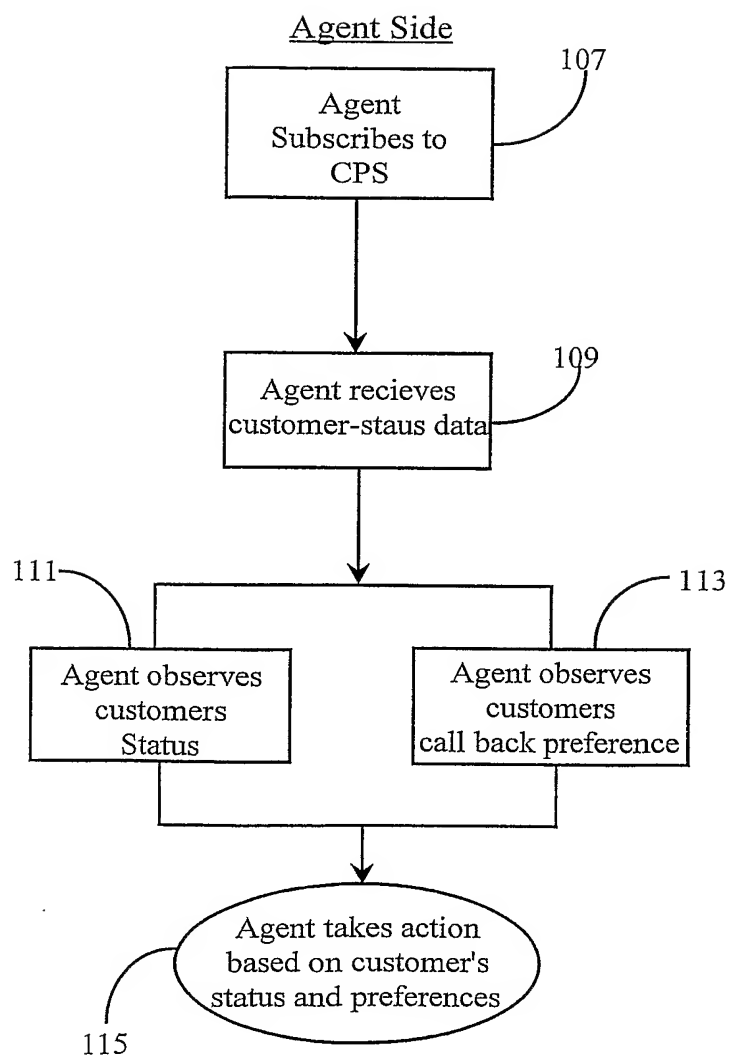 Agent Side
107
Agent
Subscribes to
CPS
109
Agent recieves
customer-staus data
111
113
Agent observes
customers
Status
Agent observes
customers
call back preference
Agent takes action
based on customer's
status and preferences
115